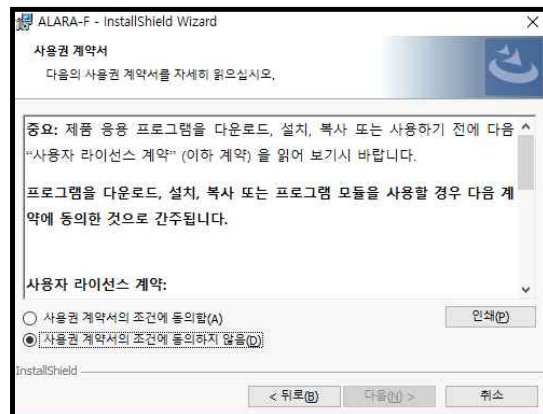 ALARA-F - InstallShield Wizard
사용권 계약서
다음의 사용권 계약서를 자세히 읽으십시오.
중요: 제품 응용 프로그램을 다운로드, 설치, 복사 또는 사용하기 전에 다음
“사용자 라이선스 계약” (이하 계약) 을 읽어 보기시 바랍니다.
프로그램을 다운로드, 설치, 복사 또는 프로그램 모듈을 사용할 경우 다음 계
약에 동의한 것으로 간주됩니다.
사용자 라이선스 계약:
사용권 계약서의 조건에 동의함(A)
인쇄(P)
사용권 계약서의 조건에 동의하지 않음(D)
InstallShield
< 뒤로(B)
다음(N) >
취소